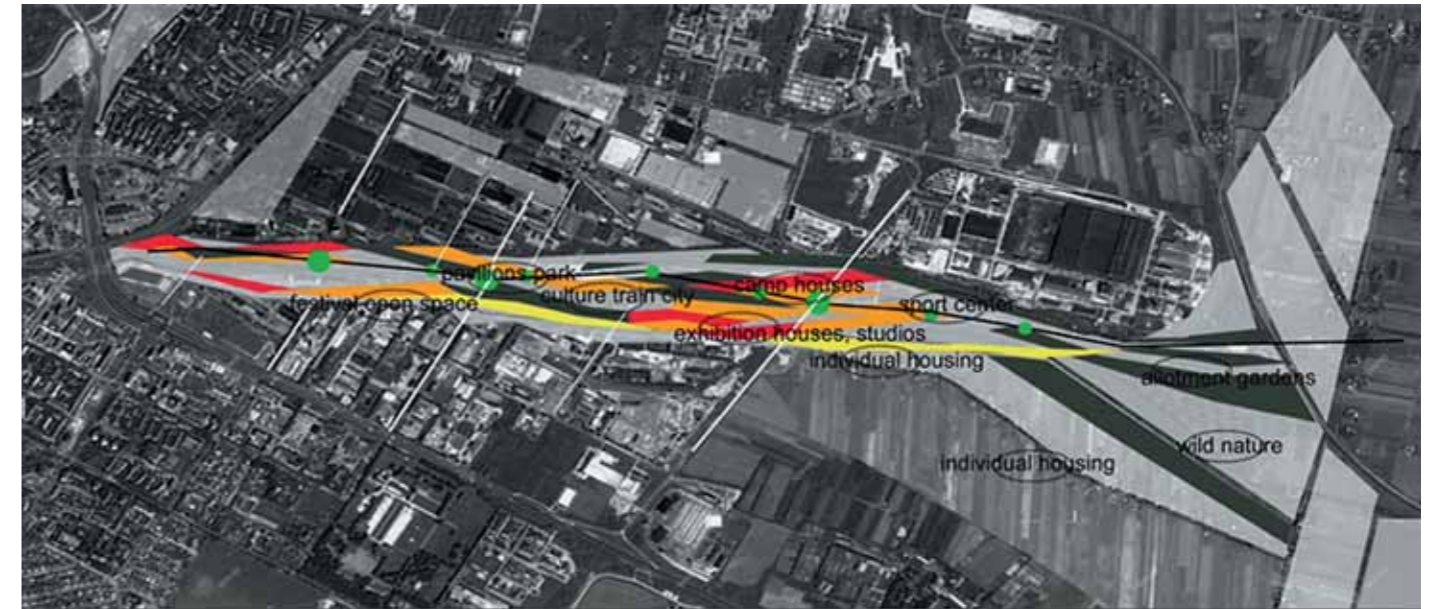 pavilions park
camp houses
culture train city
festival open space
sport center
exhibition houses, studios
individual housing
allotment gardens
wild nature
individual housing